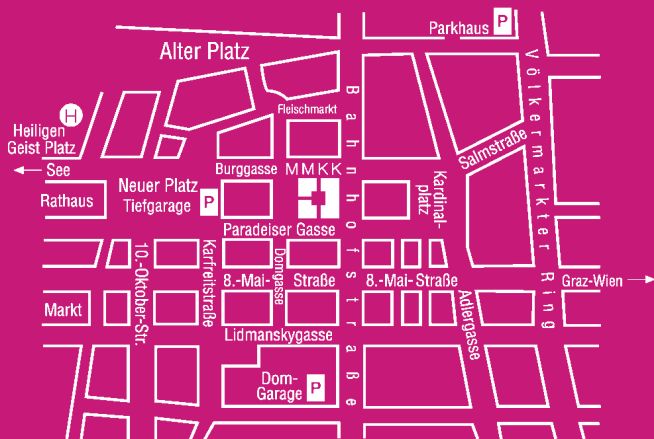 Parkhaus P
Alter Platz
Völkermarkter Ring
Bahnhofstraße
Fleischmarkt
H
Heiligen
Geist Platz
Salmstraße
See
Burggasse
MMKK
Kardinal-
platz
Neuer Platz
Tiefgarage P
Rathaus
Paradeiser Gasse
10.-Oktober-Str.
Karfreitstraße
Domgasse
8.-Mai-
Straße
8.-Mai-Straße
Graz-Wien
Markt
Adlergasse
Lidmanskygasse
Dom-
Garage P